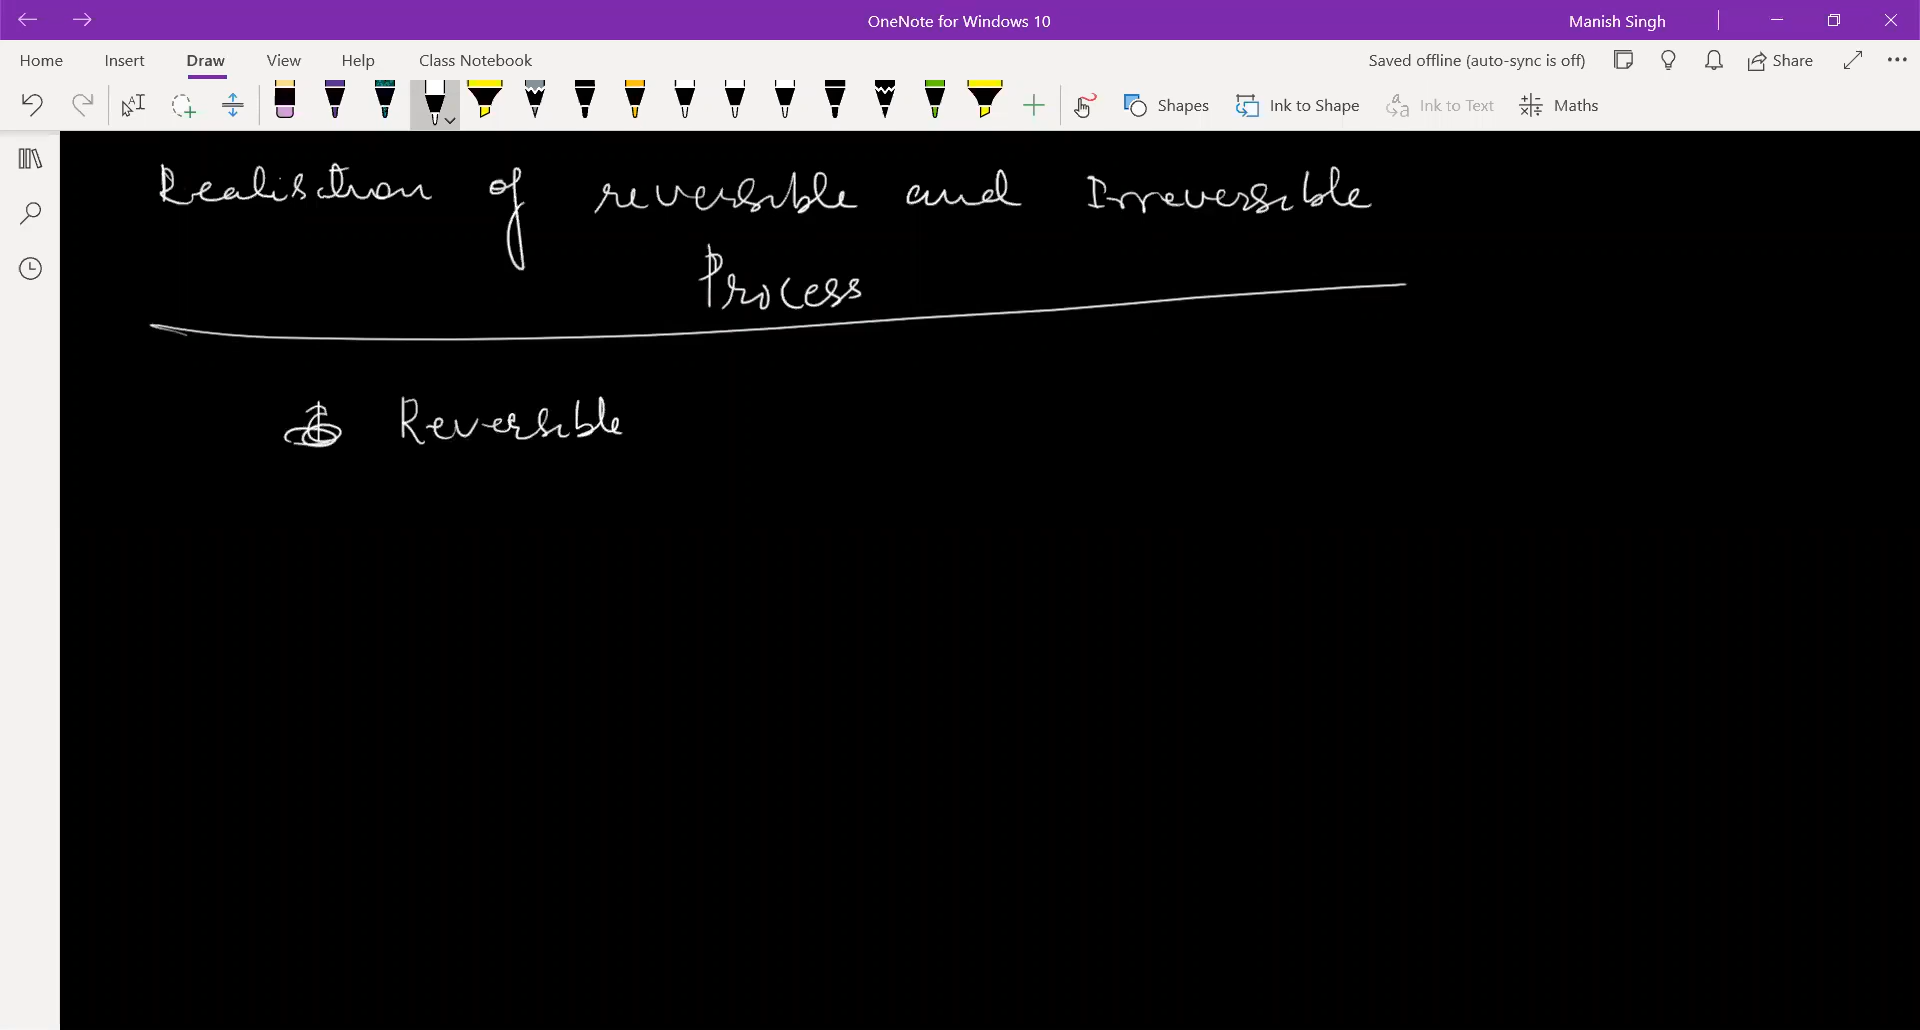 OneNote for Windows 10
Manish Singh
Home Insert Draw View Help Class Notebook
Saved offline (auto-sync is off) Share
Shapes Ink to Shape Ink to Text Maths
Realistion of reversible and Irreversible
Process
Reversible